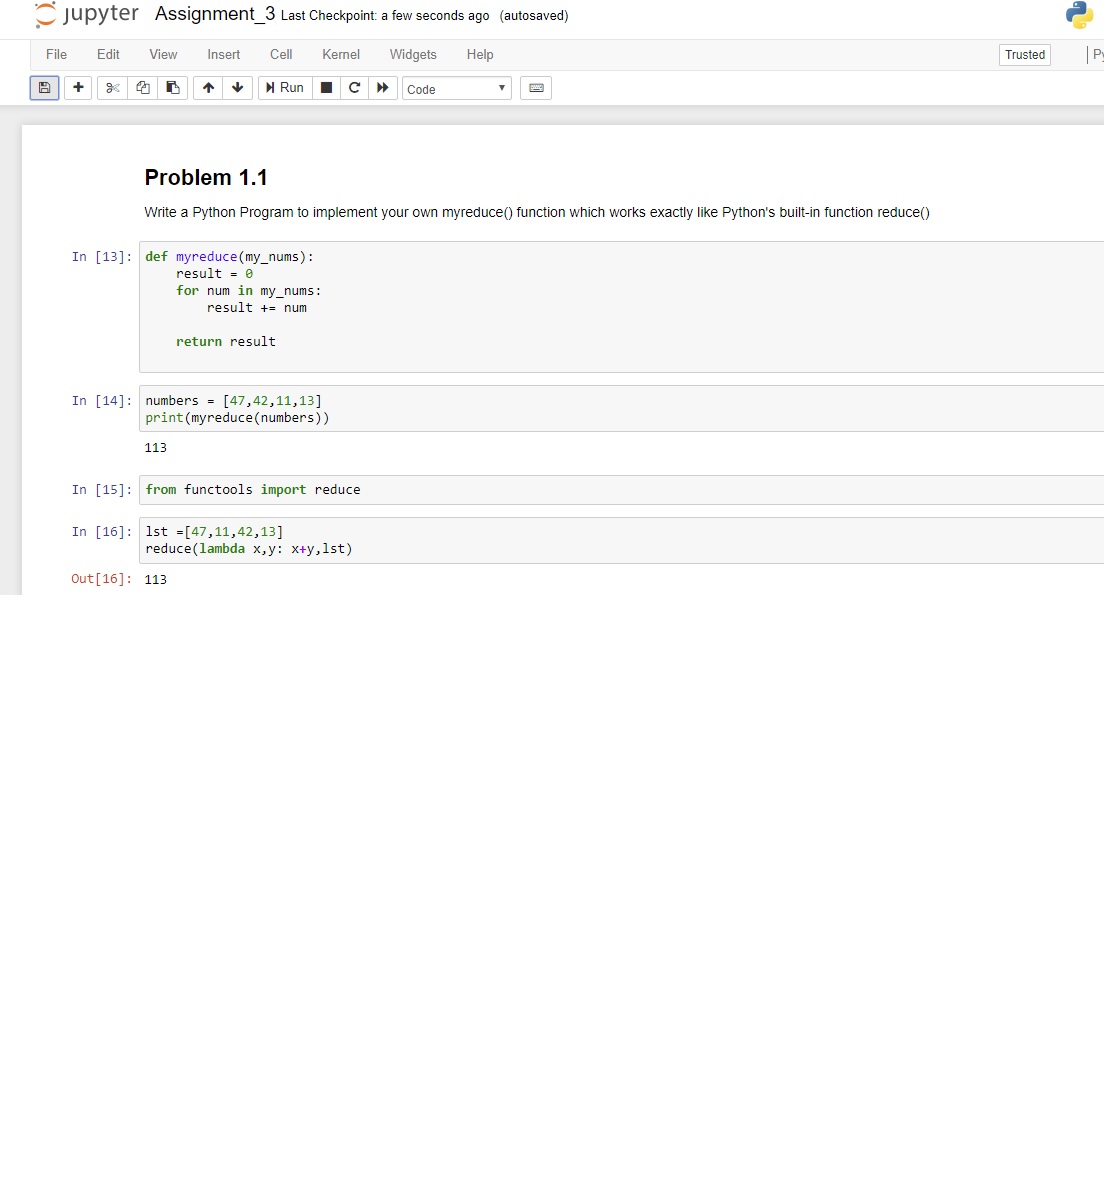 jupyter Assignment_3 Last Checkpoint: a few seconds ago (autosaved)
File Edit View Insert Cell Kernel Widgets Help Trusted
Run Code
Problem 1.1
Write a Python Program to implement your own myreduce() function which works exactly like Python's built-in function reduce()
In [13]: def myreduce(my_nums):
    result = 0
    for num in my_nums:
        result += num
    return result
In [14]: numbers = [47,42,11,13]
print(myreduce(numbers))
113
In [15]: from functools import reduce
In [16]: lst =[47,11,42,13]
reduce(lambda x,y: x+y,lst)
Out[16]: 113